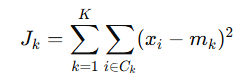 J_k = \sum_{k=1}^{K} \sum_{i \in C_k} (x_i - m_k)^2